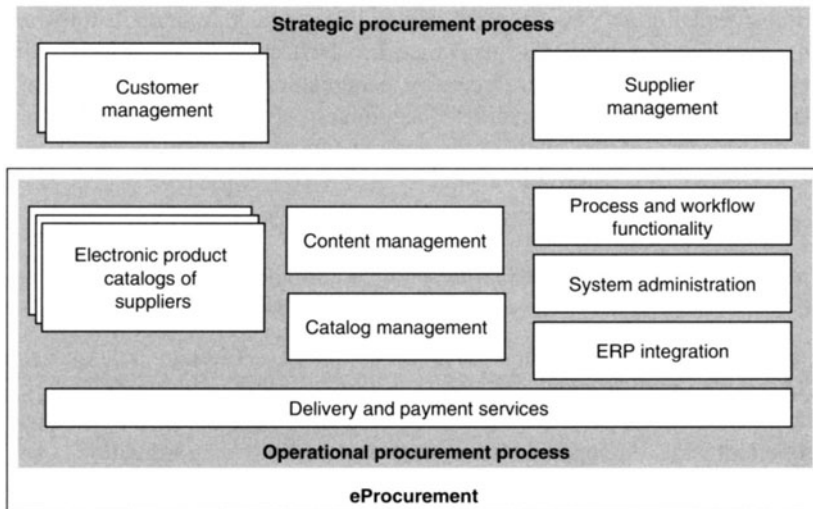 Strategic procurement process
Customer
management
Supplier
management
Electronic product
catalogs of
suppliers
Content management
Catalog management
Process and workflow
functionality
System administration
ERP integration
Delivery and payment services
Operational procurement process
eProcurement